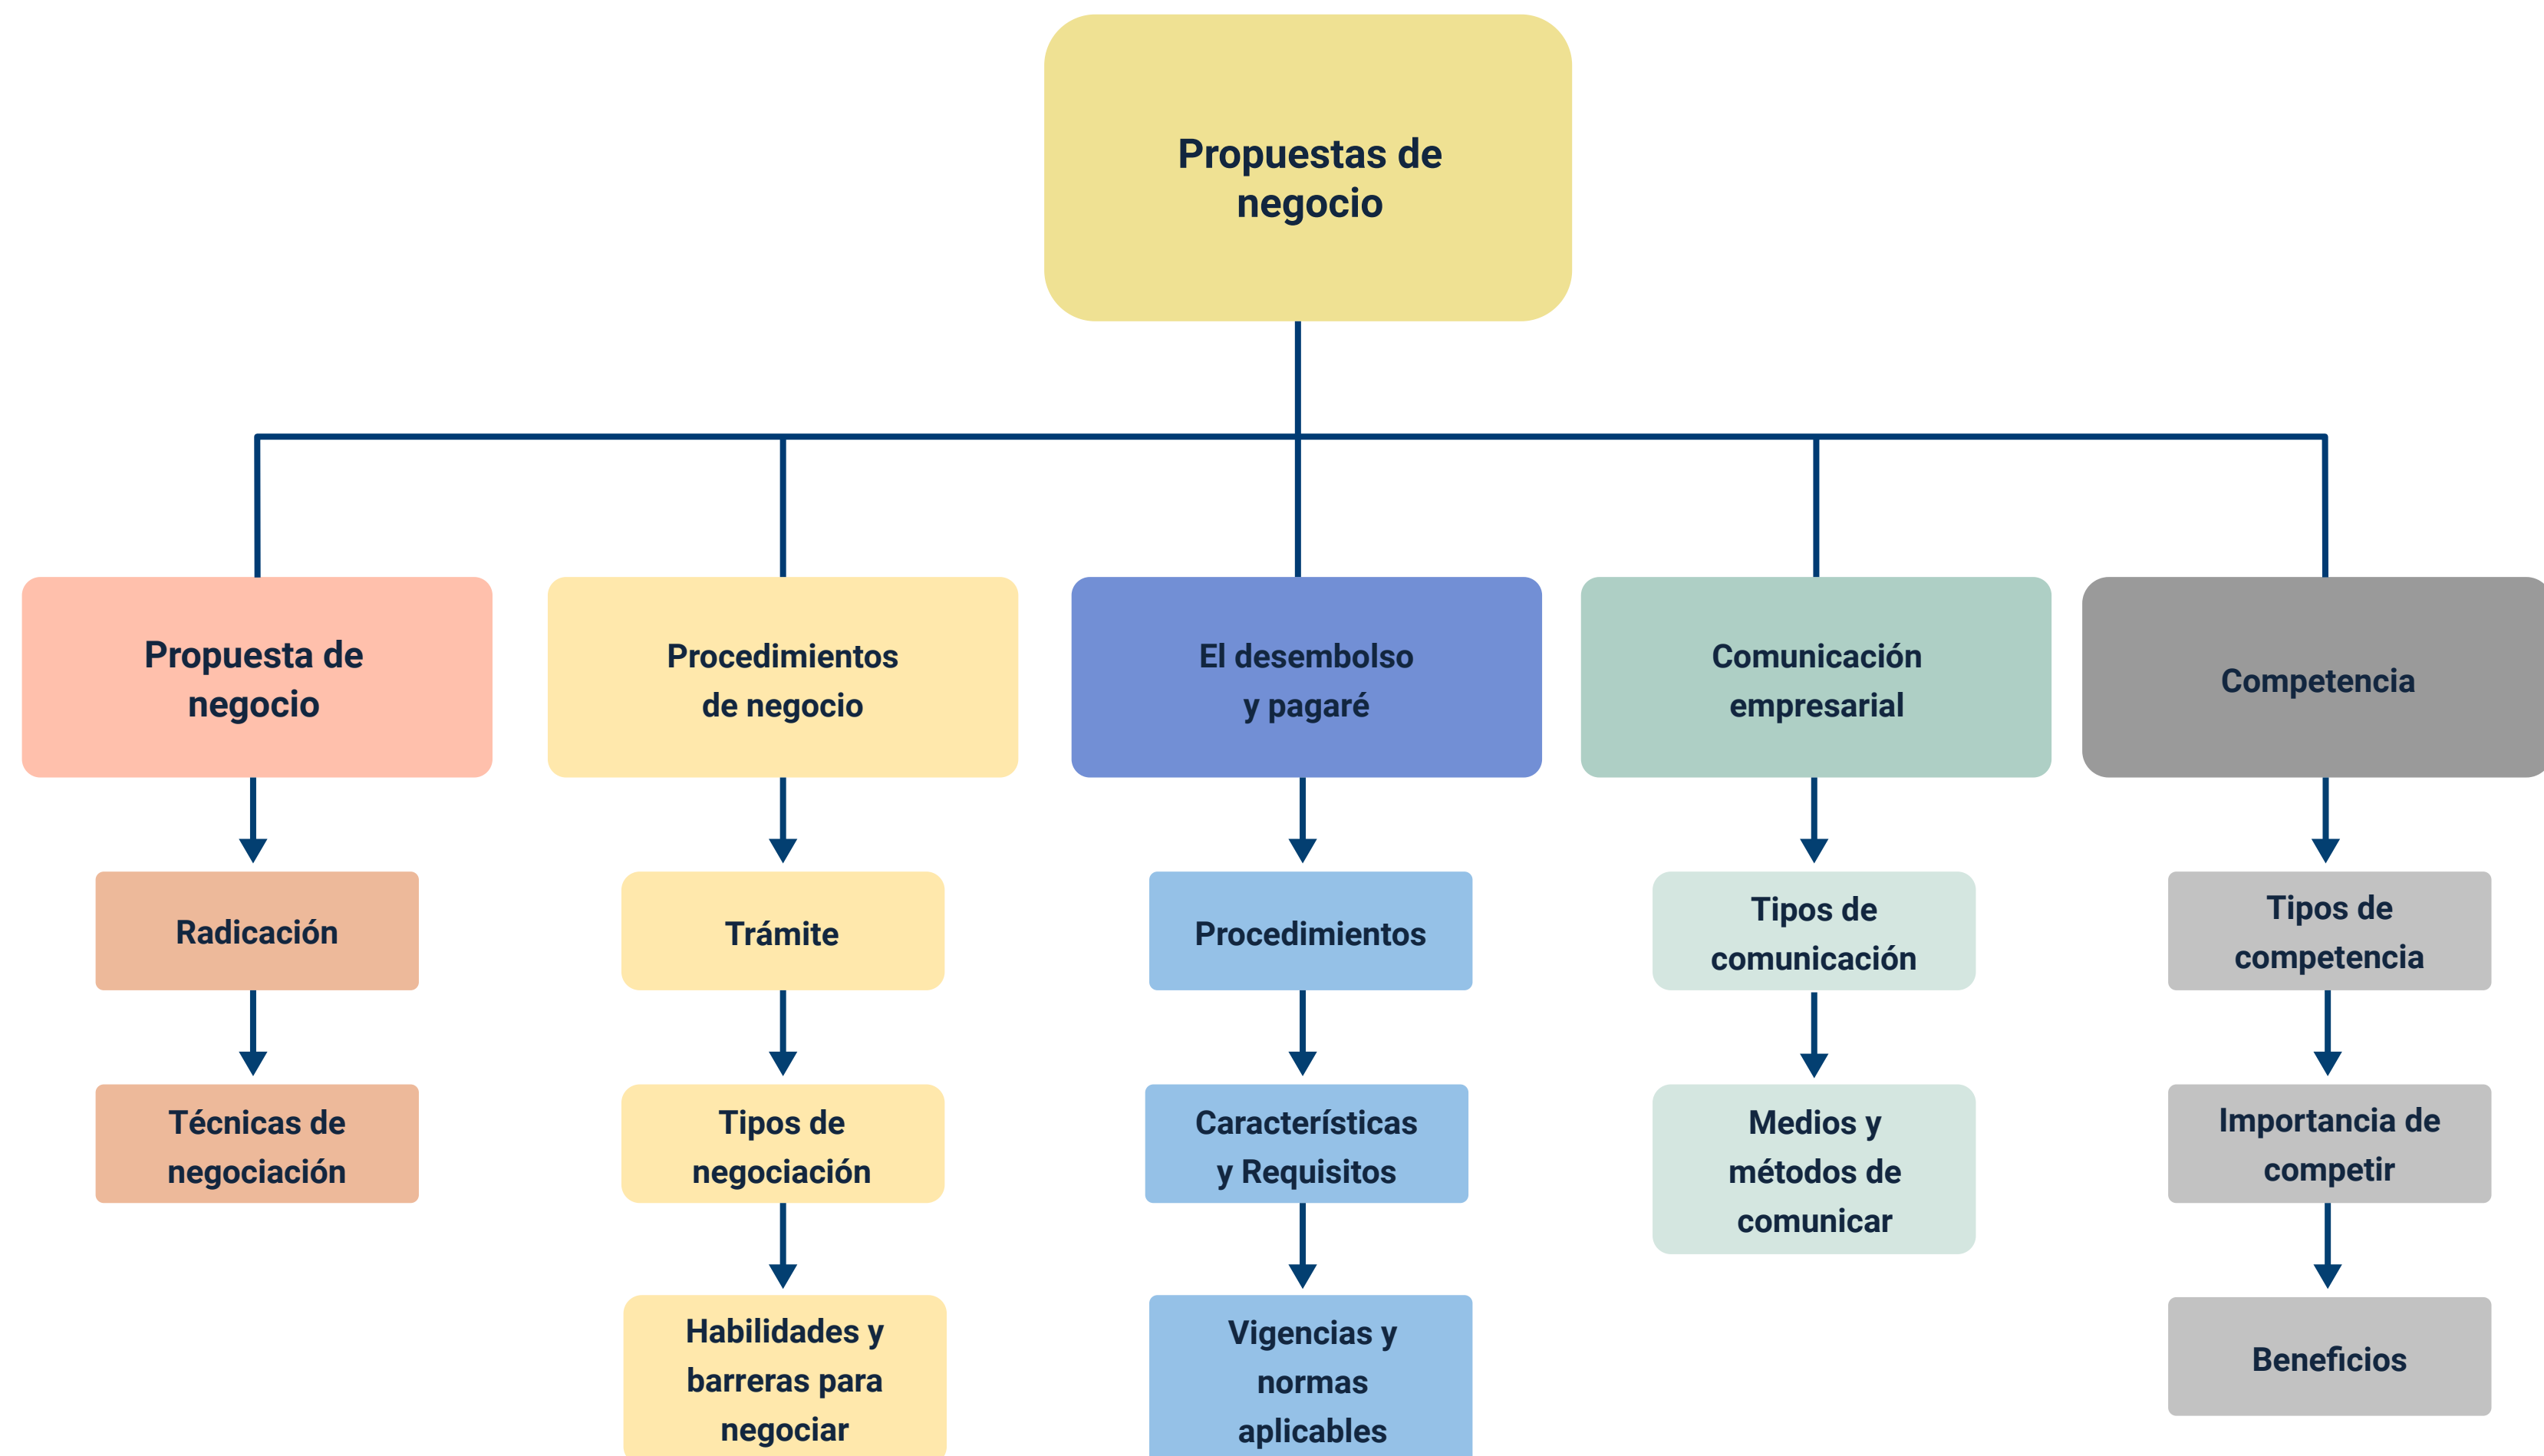 Propuestas de
negocio
Propuesta de
negocio
Procedimientos
de negocio
El desembolso
y pagaré
Comunicación
empresarial
Competencia
Radicación
Trámite
Procedimientos
Tipos de
comunicación
Tipos de
competencia
Técnicas de
negociación
Tipos de
negociación
Características
y Requisitos
Medios y
métodos de
comunicar
Importancia de
competir
Habilidades y
barreras para
negociar
Vigencias y
normas
aplicables
Beneficios